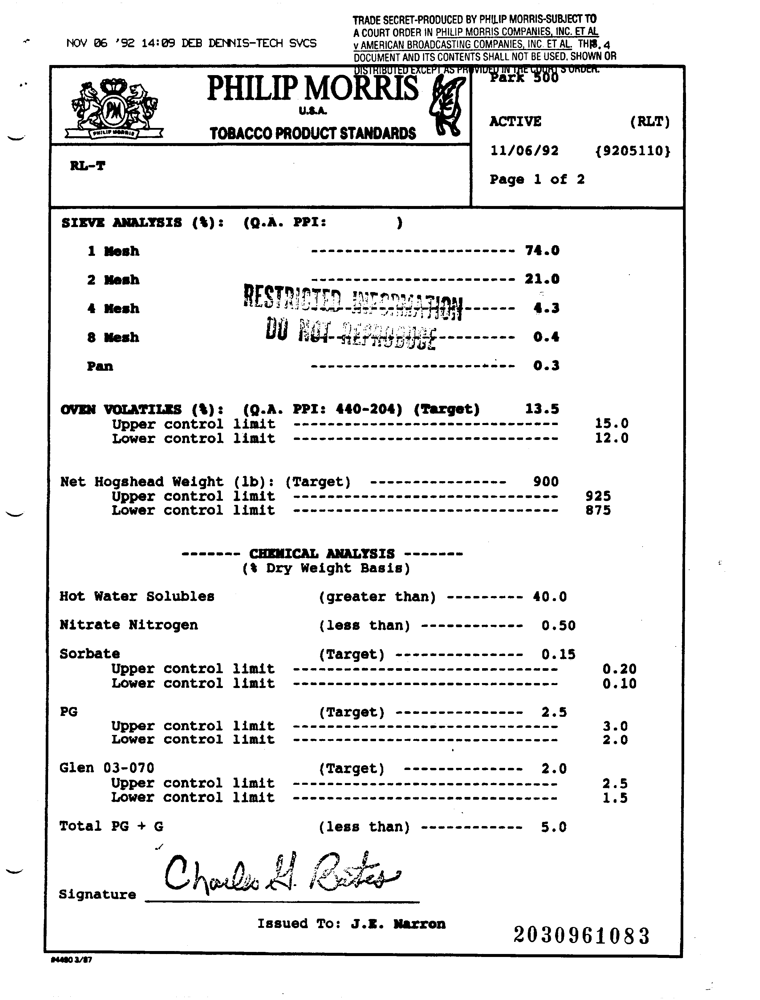 TRADE SECRET-PRODUCED BY PHILIP MORRIS-SUBJECT TO
A COURT ORDER IN PHILIP MORRIS COMPANIES, INC. ET AL
NOV 06 '92 14:09 DEB DENNIS-TECH SVCS
v AMERICAN BROADCASTING COMPANIES, INC. ET AL. THIS
DOCUMENT AND ITS CONTENTS SHALL NOT BE USED, SHOWN OR
DISTRIBUTED EXCEPT AS PROVIDED IN THE COURT'S ORDER.
PHILIP MORRIS
U.S.A.
TOBACCO PRODUCT STANDARDS
PM
PHILIP MORRIS
Park 500
ACTIVE (RLT)
11/06/92 {9205110}
Page 1 of 2
RL-T
SIEVE ANALYSIS (%): (Q.A. PPI: )
1 Mesh ------------------------ 74.0
2 Mesh ------------------------ 21.0
RESTRICTED INFORMATION
4 Mesh ------ 4.3
DO NOT REPRODUCE
8 Mesh --------- 0.4
Pan ------------------------ 0.3
OVEN VOLATILES (%): (Q.A. PPI: 440-204) (Target) 13.5
Upper control limit ------------------------------- 15.0
Lower control limit ------------------------------- 12.0
Net Hogshead Weight (lb): (Target) ---------------- 900
Upper control limit ------------------------------- 925
Lower control limit ------------------------------- 875
------- CHEMICAL ANALYSIS -------
(% Dry Weight Basis)
Hot Water Solubles (greater than) --------- 40.0
Nitrate Nitrogen (less than) ------------ 0.50
Sorbate (Target) --------------- 0.15
Upper control limit ------------------------------- 0.20
Lower control limit ------------------------------- 0.10
PG (Target) --------------- 2.5
Upper control limit ------------------------------- 3.0
Lower control limit ------------------------------- 2.0
Glen 03-070 (Target) -------------- 2.0
Upper control limit ------------------------------- 2.5
Lower control limit ------------------------------- 1.5
Total PG + G (less than) ------------ 5.0
Signature Charles H. Bates
Issued To: J.E. Marron
2030961083
#4480 3/87